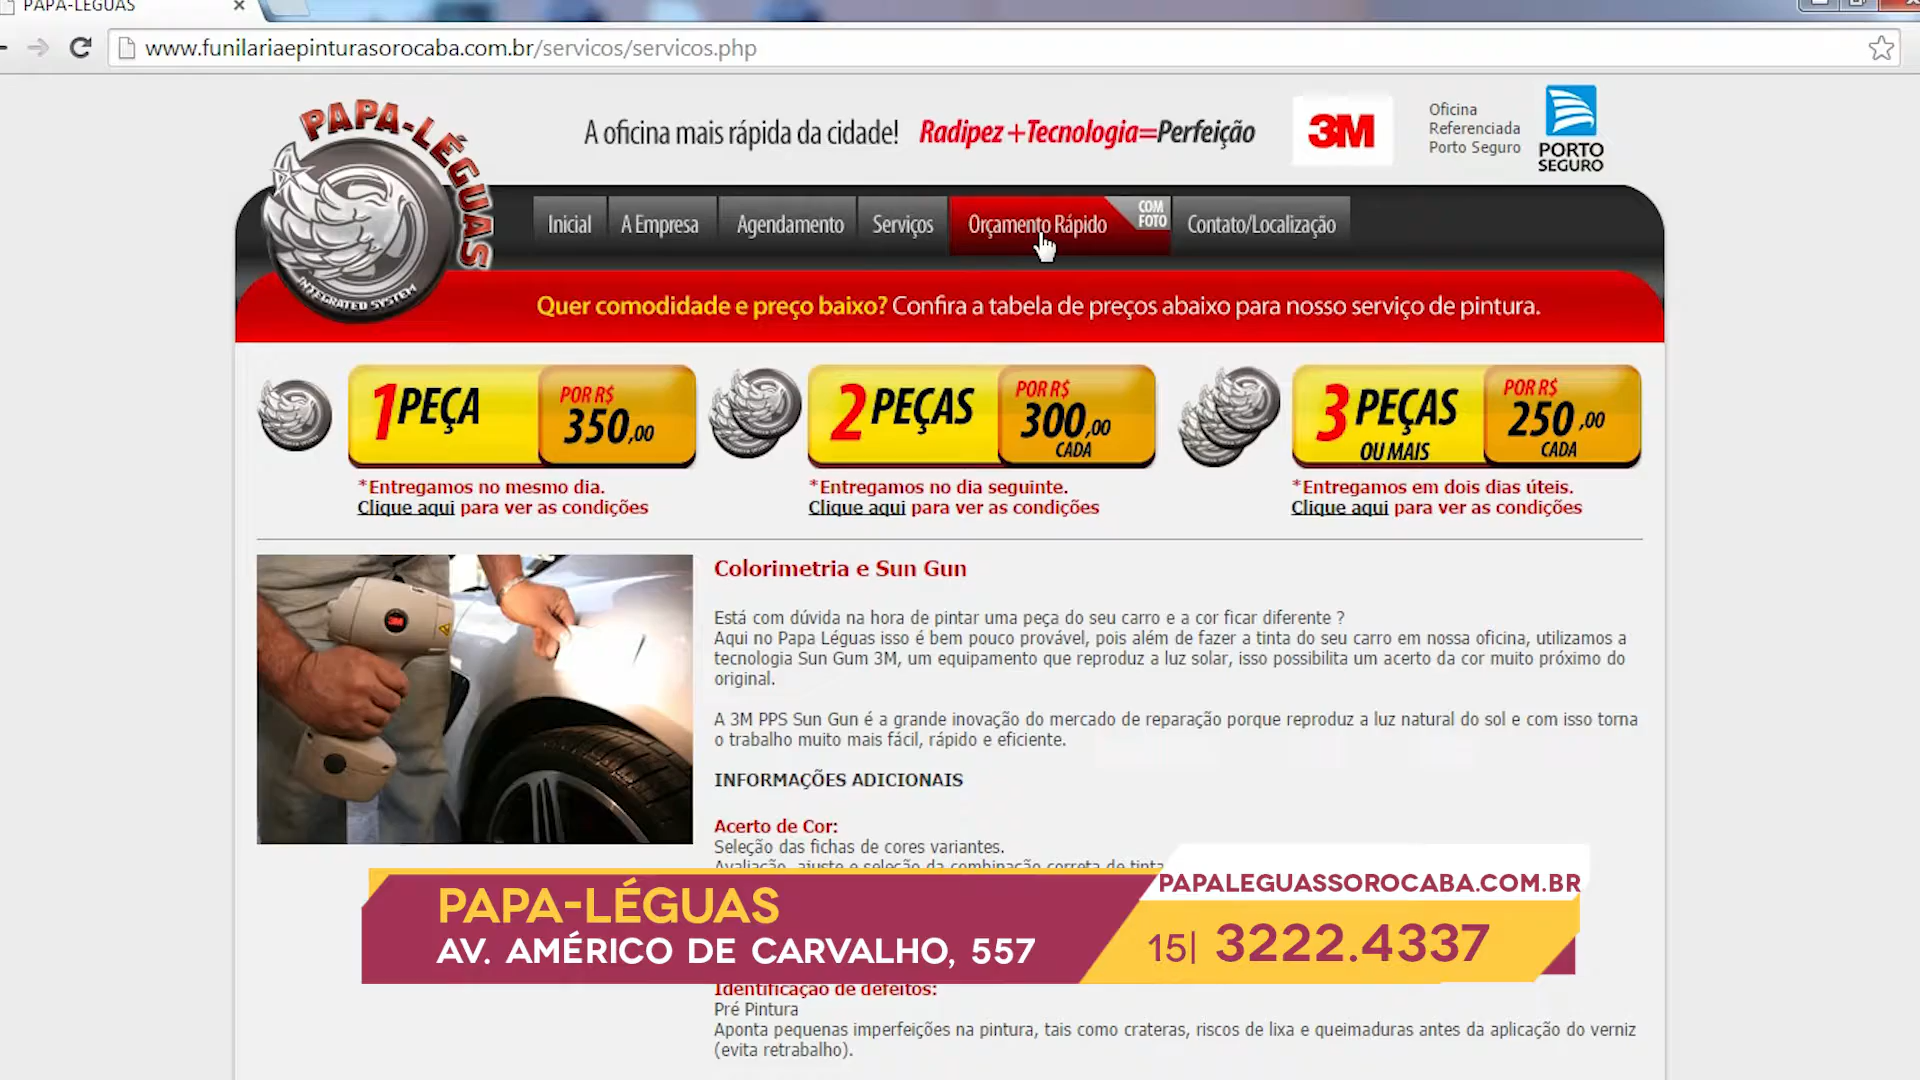 PAPA-LEGUAS
www.funilariaepinturasorocaba.com.br/servicos/servicos.php
PAPA-LÉGUAS
INTEGRATED SYSTEM
A oficina mais rápida da cidade! Radipez+Tecnologia=Perfeição
3M
Oficina
Referenciada
Porto Seguro
PORTO
SEGURO
Inicial
A Empresa
Agendamento
Serviços
Orçamento Rápido
COM
FOTO
Contato/Localização
Quer comodidade e preço baixo? Confira a tabela de preços abaixo para nosso serviço de pintura.
1 PEÇA
POR R$
350,00
2 PEÇAS
POR R$
300,00
CADA
3 PEÇAS
OU MAIS
POR R$
250,00
CADA
*Entregamos no mesmo dia.
Clique aqui para ver as condições
*Entregamos no dia seguinte.
Clique aqui para ver as condições
*Entregamos em dois dias úteis.
Clique aqui para ver as condições
3M
Colorimetria e Sun Gun
Está com dúvida na hora de pintar uma peça do seu carro e a cor ficar diferente ?
Aqui no Papa Léguas isso é bem pouco provável, pois além de fazer a tinta do seu carro em nossa oficina, utilizamos a
tecnologia Sun Gum 3M, um equipamento que reproduz a luz solar, isso possibilita um acerto da cor muito próximo do
original.
A 3M PPS Sun Gun é a grande inovação do mercado de reparação porque reproduz a luz natural do sol e com isso torna
o trabalho muito mais fácil, rápido e eficiente.
INFORMAÇÕES ADICIONAIS
Acerto de Cor:
Seleção das fichas de cores variantes.
Avaliação, ajuste e seleção da combinação correta de tinta
PAPA-LÉGUAS
AV. AMÉRICO DE CARVALHO, 557
PAPALEGUASSOROCABA.COM.BR
15| 3222.4337
Identificação de defeitos:
Pré Pintura
Aponta pequenas imperfeições na pintura, tais como crateras, riscos de lixa e queimaduras antes da aplicação do verniz
(evita retrabalho).